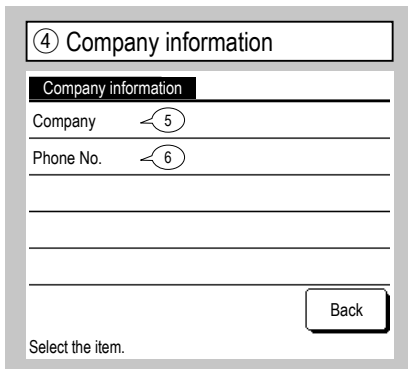 ④ Company information
Company information
Company ⑤
Phone No. ⑥
Back
Select the item.